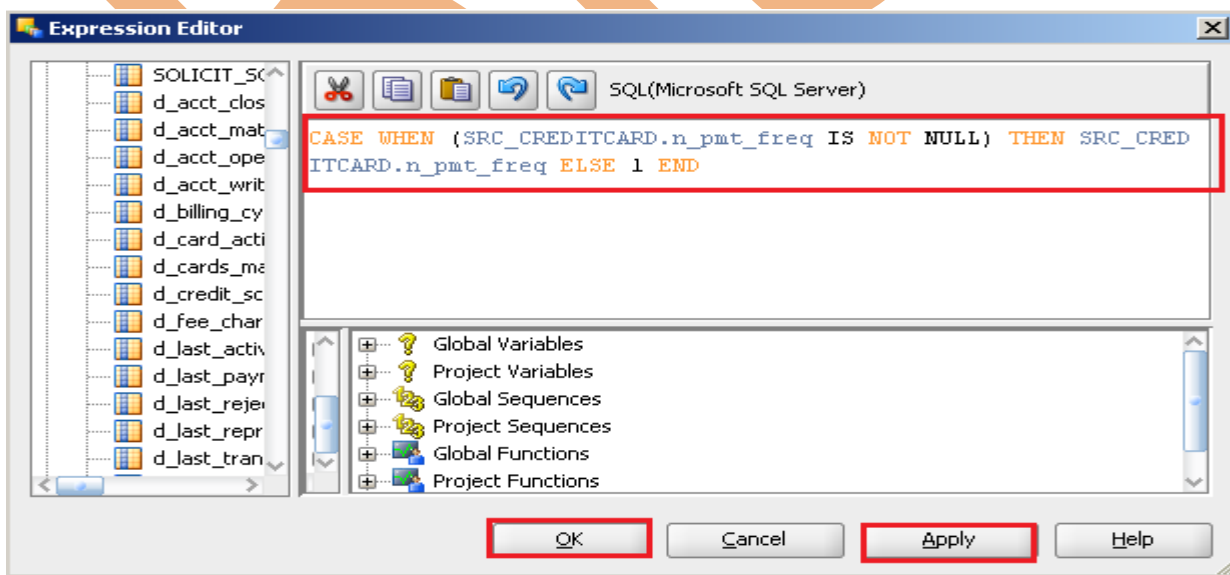 Expression Editor
SOLICIT_SC
d_acct_clos
d_acct_mat
d_acct_ope
d_acct_writ
d_billing_cy
d_card_acti
d_cards_ma
d_credit_sc
d_fee_char
d_last_activ
d_last_payr
d_last_reje
d_last_repr
d_last_tran
SQL(Microsoft SQL Server)
CASE WHEN (SRC_CREDITCARD.n_pmt_freq IS NOT NULL) THEN SRC_CRED
ITCARD.n_pmt_freq ELSE 1 END
Global Variables
Project Variables
Global Sequences
Project Sequences
Global Functions
Project Functions
OK
Cancel
Apply
Help